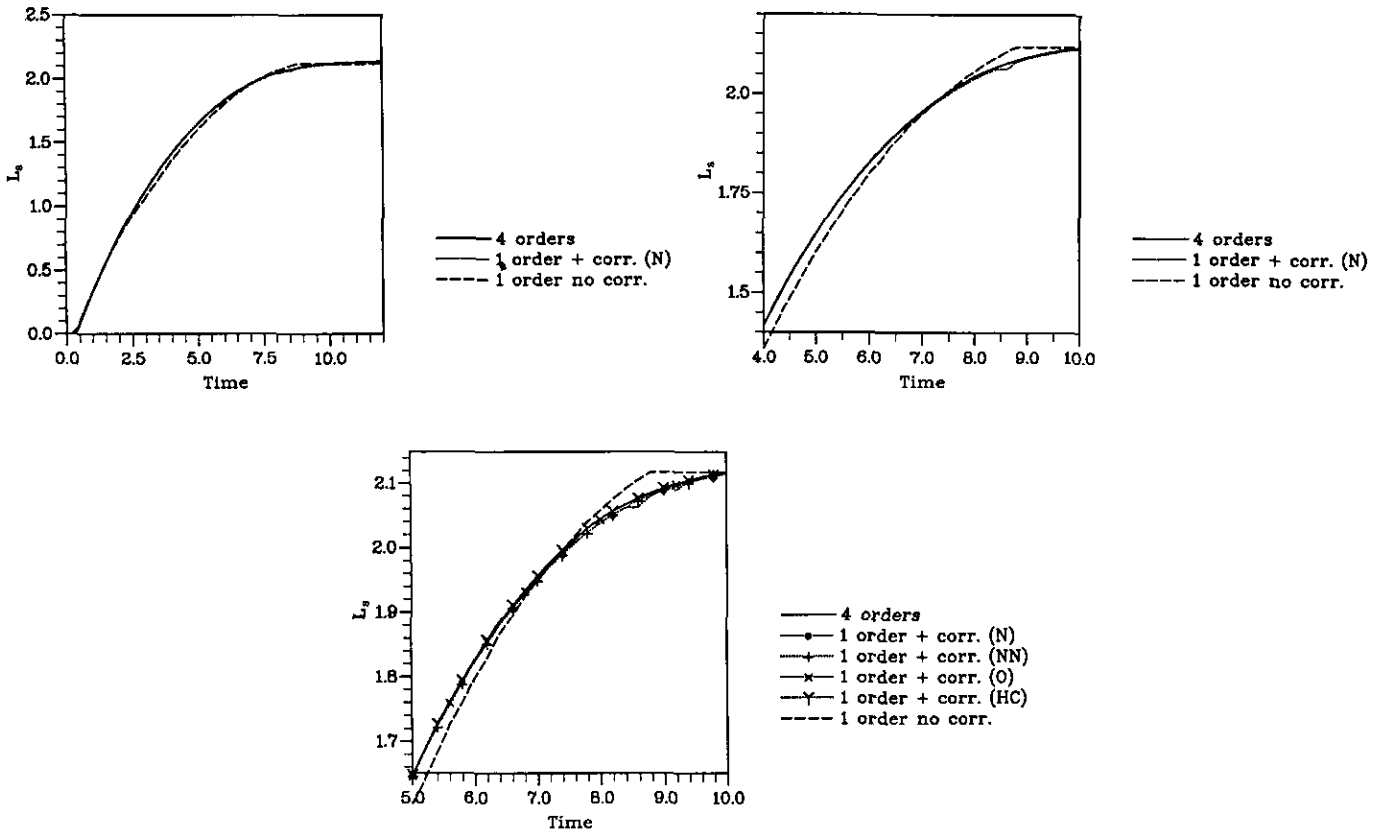 2.5
2.0
1.5
1.0
0.5
0.0
Ls
0.0 2.5 5.0 7.5 10.0
Time
4 orders
1 order + corr. (N)
1 order no corr.
2.0
1.75
1.5
Ls
4.0 5.0 6.0 7.0 8.0 9.0 10.0
Time
4 orders
1 order + corr. (N)
1 order no corr.
2.1
2.0
1.9
1.8
1.7
Ls
5.0 6.0 7.0 8.0 9.0 10.0
Time
4 orders
1 order + corr. (N)
1 order + corr. (NN)
1 order + corr. (O)
1 order + corr. (HC)
1 order no corr.